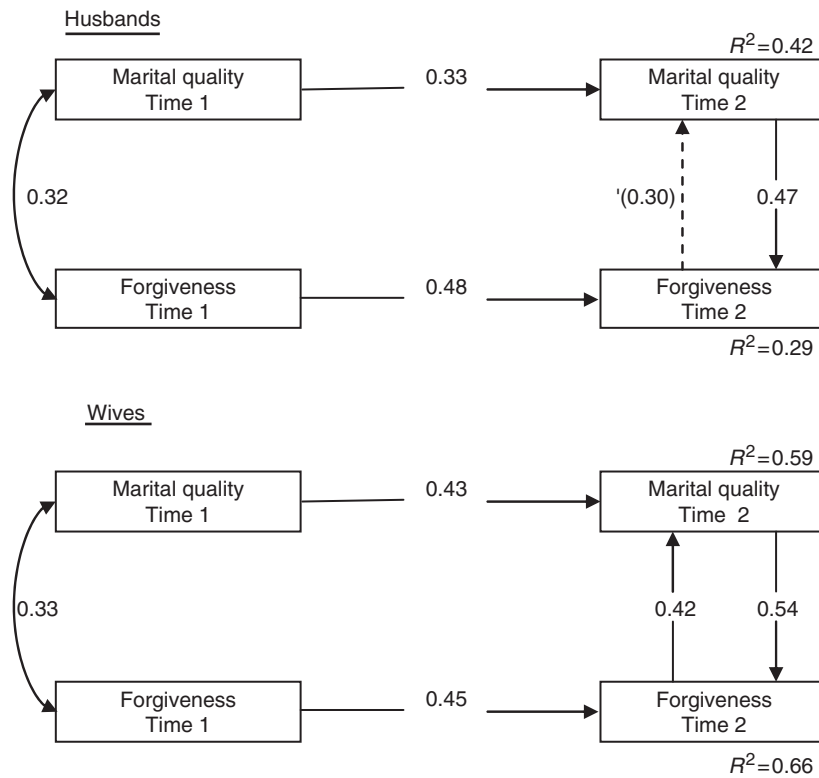 Husbands
R²=0.42
Marital quality
Time 1
0.33
Marital quality
Time 2
0.32
'(0.30)
0.47
Forgiveness
Time 1
0.48
Forgiveness
Time 2
R²=0.29
Wives
R²=0.59
Marital quality
Time 1
0.43
Marital quality
Time 2
0.33
0.42
0.54
Forgiveness
Time 1
0.45
Forgiveness
Time 2
R²=0.66